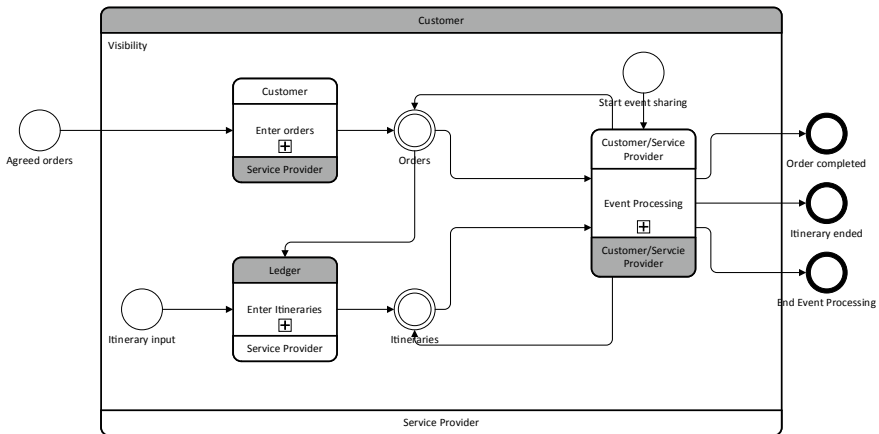 Customer
Visibility
Customer
Enter orders
Service Provider
Agreed orders
Orders
Start event sharing
Customer/Service
Provider
Event Processing
Customer/Servcie
Provider
Order completed
Itinerary ended
End Event Processing
Ledger
Enter Itineraries
Service Provider
Itinerary input
Itineraries
Service Provider